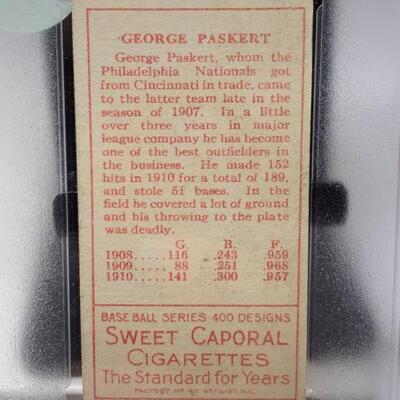 GEORGE PASKERT
George Paskert, whom the
Philadelphia Nationals got
from Cincinnati in trade, came
to the latter team late in the
season of 1907. In a little
over three years in major
league company he has become
one of the best outfielders in
the business. He made 152
hits in 1910 for a total of 189,
and stole 51 bases. In the
field he covered a lot of ground
and his throwing to the plate
was deadly.
G. B. F.
1908.....116 .243 .959
1909..... 88 .251 .968
1910.....141 .300 .957
BASE BALL SERIES 400 DESIGNS
SWEET CAPORAL
CIGARETTES
The Standard for Years
FACTORY Nº 42 4TH DIST. N.C.